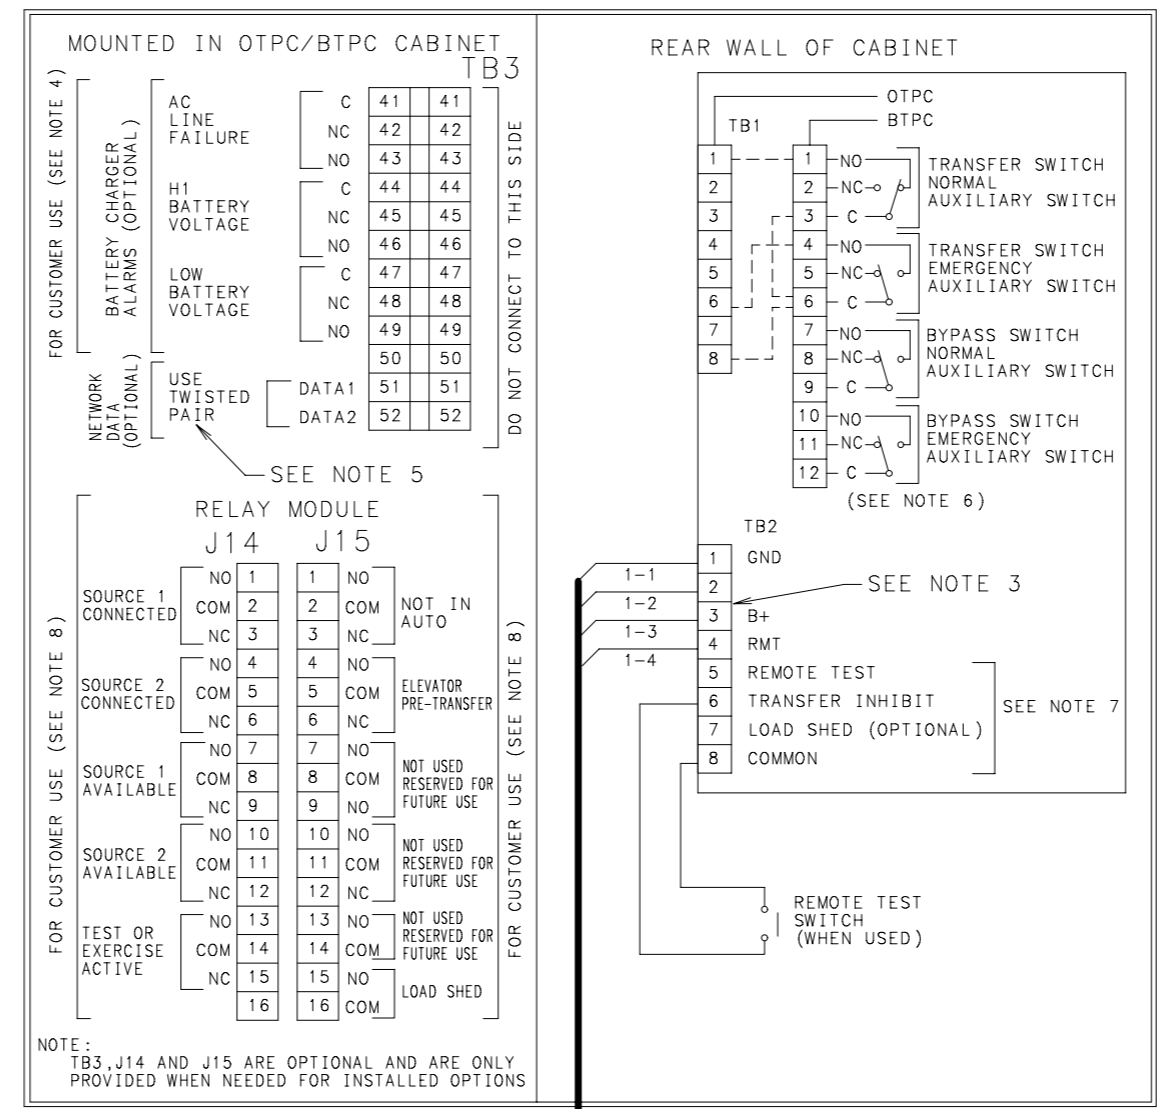 MOUNTED IN OTPC/BTPC CABINET
TB3
FOR CUSTOMER USE (SEE NOTE 4)
BATTERY CHARGER
ALARMS (OPTIONAL)
AC
LINE
FAILURE
C 41 41
NC 42 42
NO 43 43
H1
BATTERY
VOLTAGE
C 44 44
NC 45 45
NO 46 46
LOW
BATTERY
VOLTAGE
C 47 47
NC 48 48
NO 49 49
50 50
NETWORK
DATA
(OPTIONAL)
USE
TWISTED
PAIR
DATA1 51 51
DATA2 52 52
DO NOT CONNECT TO THIS SIDE
SEE NOTE 5
RELAY MODULE
J14 J15
FOR CUSTOMER USE (SEE NOTE 8)
SOURCE 1
CONNECTED
NO 1
COM 2
NC 3
SOURCE 2
CONNECTED
NO 4
COM 5
NC 6
SOURCE 1
AVAILABLE
NO 7
COM 8
NC 9
SOURCE 2
AVAILABLE
NO 10
COM 11
NC 12
TEST OR
EXERCISE
ACTIVE
NO 13
COM 14
NC 15
16
1 NO
2 COM
3 NC
NOT IN
AUTO
4 NO
5 COM
6 NC
ELEVATOR
PRE-TRANSFER
7 NO
8 COM
9 NO
NOT USED
RESERVED FOR
FUTURE USE
10 NO
11 COM
12 NC
NOT USED
RESERVED FOR
FUTURE USE
13 NO
14 COM
NOT USED
RESERVED FOR
FUTURE USE
15 NO
16 COM
LOAD SHED
FOR CUSTOMER USE (SEE NOTE 8)
NOTE:
TB3,J14 AND J15 ARE OPTIONAL AND ARE ONLY
PROVIDED WHEN NEEDED FOR INSTALLED OPTIONS
REAR WALL OF CABINET
OTPC
BTPC
TB1
1
2
3
4
5
6
7
8
1 NO
2 NC
3 C
TRANSFER SWITCH
NORMAL
AUXILIARY SWITCH
4 NO
5 NC
6 C
TRANSFER SWITCH
EMERGENCY
AUXILIARY SWITCH
7 NO
8 NC
9 C
BYPASS SWITCH
NORMAL
AUXILIARY SWITCH
10 NO
11 NC
12 C
BYPASS SWITCH
EMERGENCY
AUXILIARY SWITCH
(SEE NOTE 6)
TB2
1-1 1 GND
1-2 2
SEE NOTE 3
1-3 3 B+
1-4 4 RMT
5 REMOTE TEST
6 TRANSFER INHIBIT
7 LOAD SHED (OPTIONAL)
8 COMMON
SEE NOTE 7
REMOTE TEST
SWITCH
(WHEN USED)